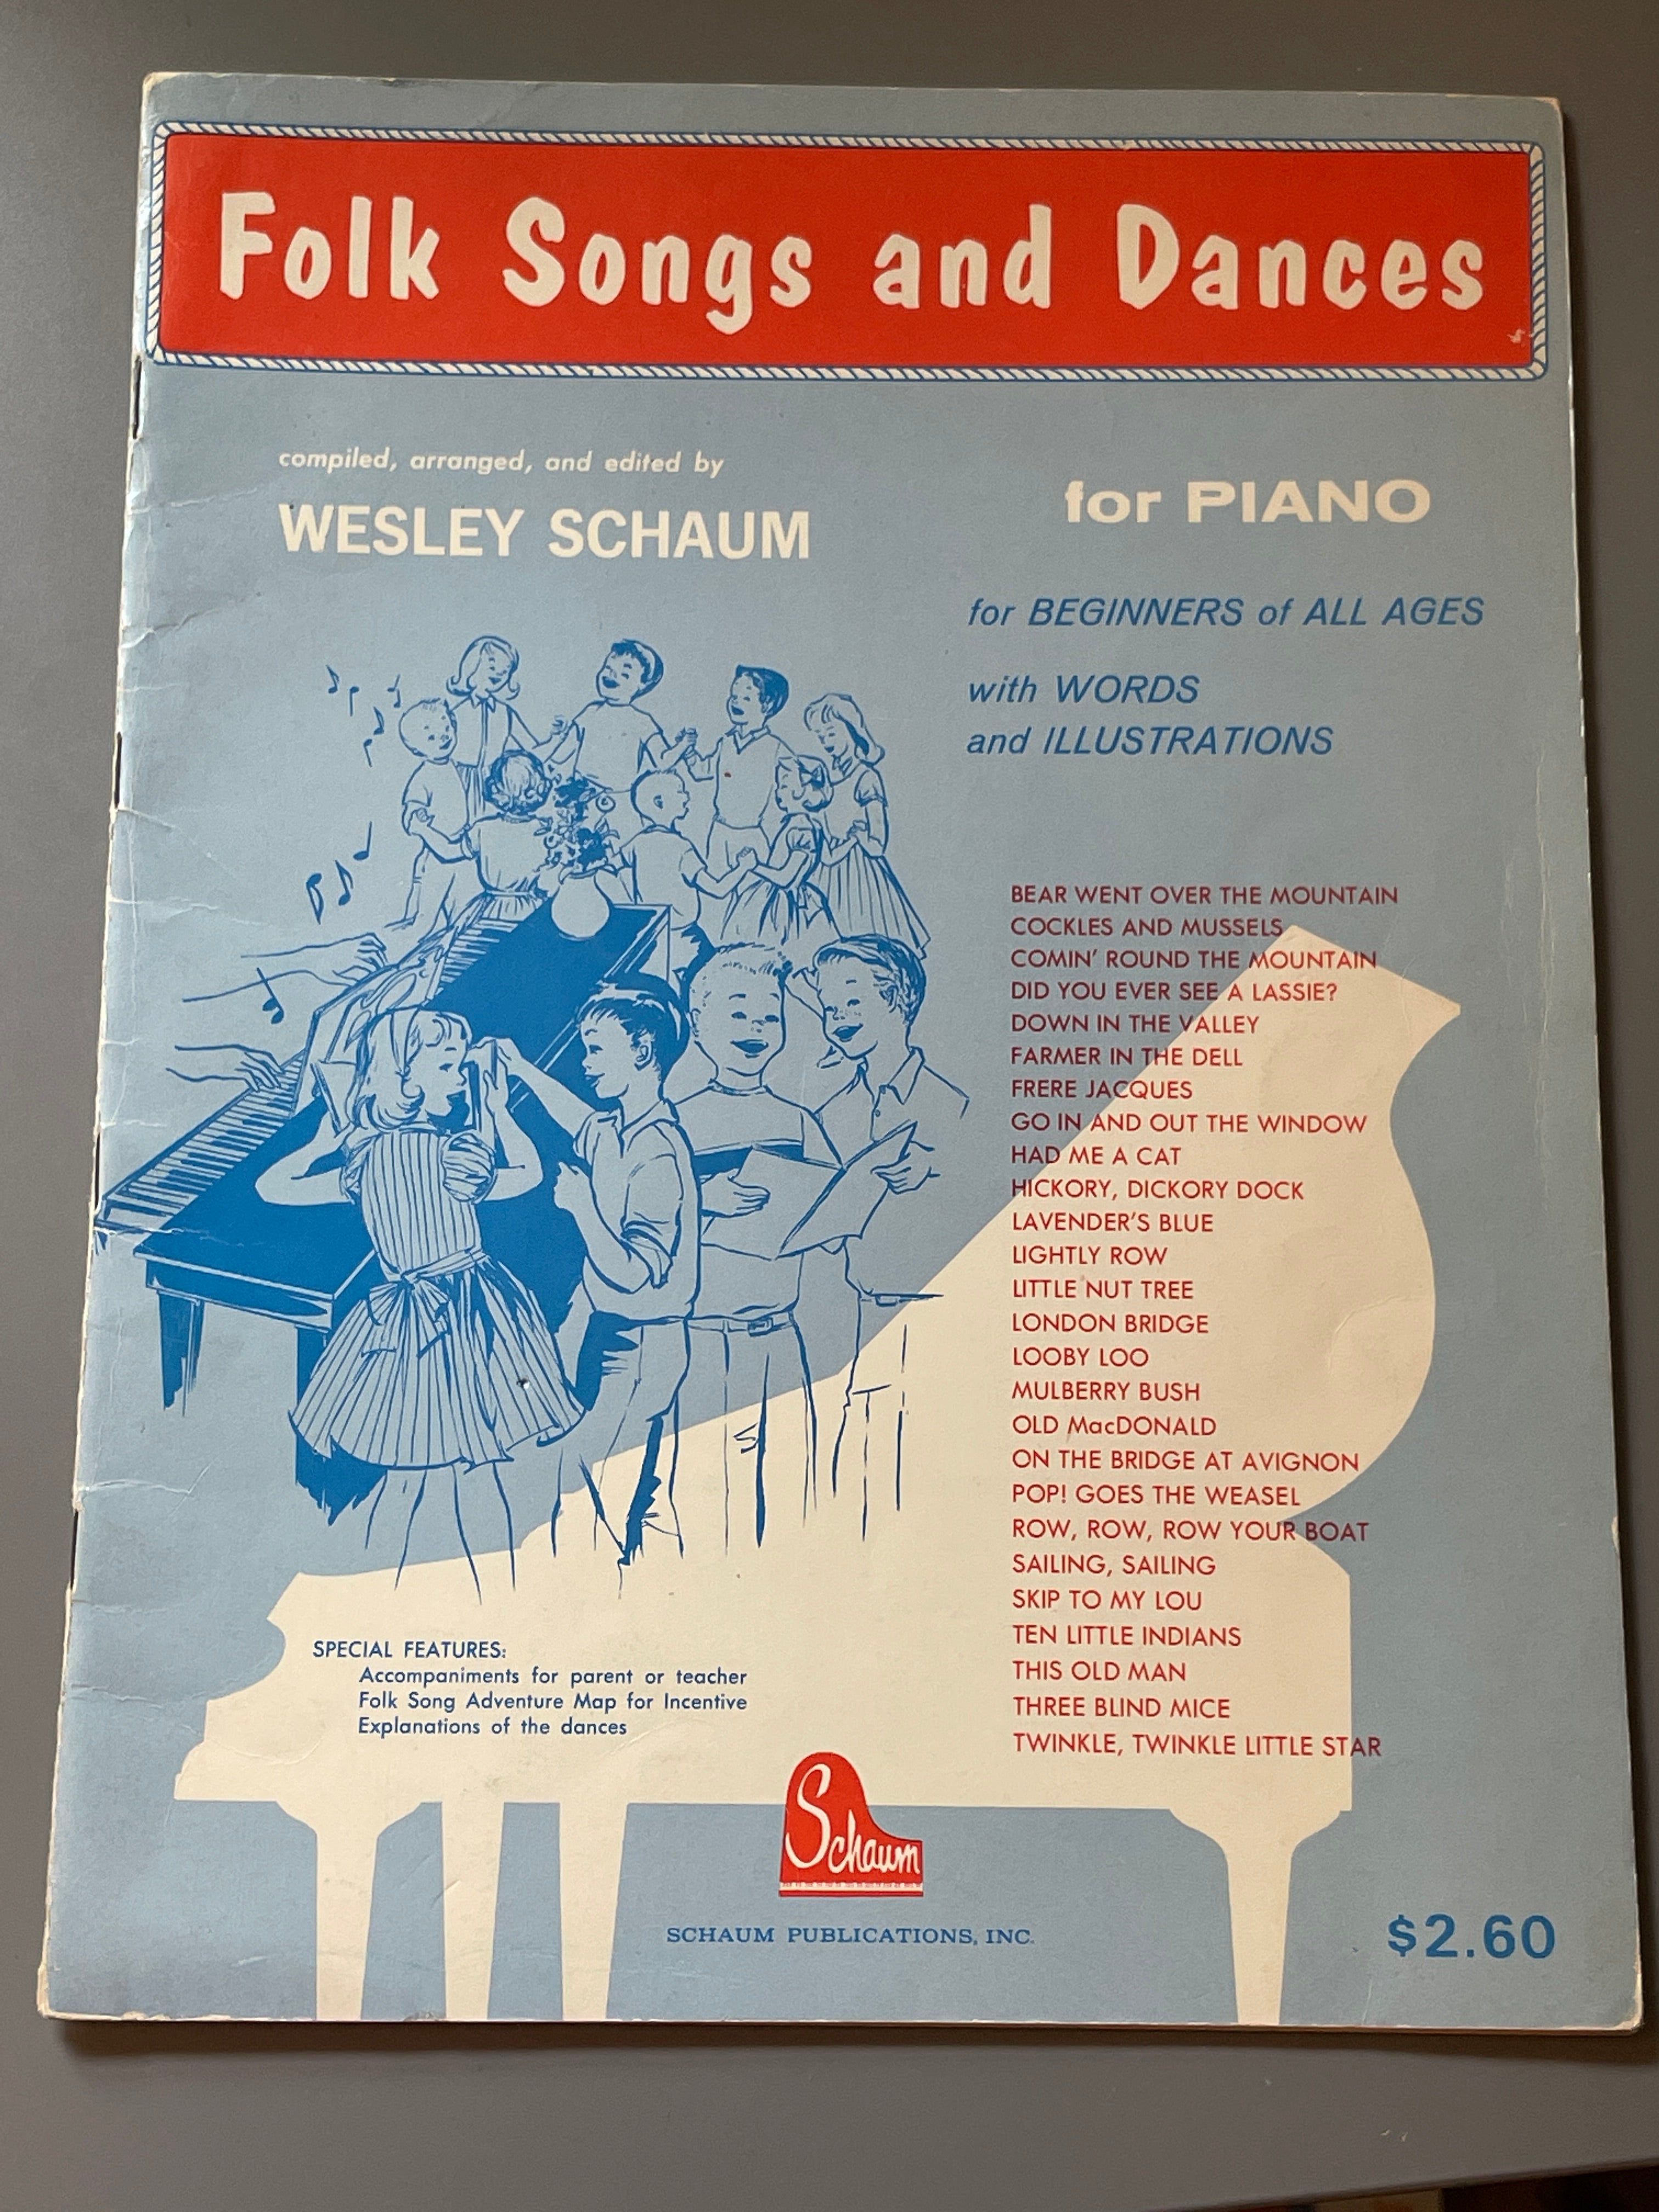 Folk Songs and Dances
compiled, arranged, and edited by
WESLEY SCHAUM
for PIANO
for BEGINNERS of ALL AGES
with WORDS
and ILLUSTRATIONS
BEAR WENT OVER THE MOUNTAIN
COCKLES AND MUSSELS
COMIN' ROUND THE MOUNTAIN
DID YOU EVER SEE A LASSIE?
DOWN IN THE VALLEY
FARMER IN THE DELL
FRERE JACQUES
GO IN AND OUT THE WINDOW
HAD ME A CAT
HICKORY, DICKORY DOCK
LAVENDER'S BLUE
LIGHTLY ROW
LITTLE NUT TREE
LONDON BRIDGE
LOOBY LOO
MULBERRY BUSH
OLD MacDONALD
ON THE BRIDGE AT AVIGNON
POP! GOES THE WEASEL
ROW, ROW, ROW YOUR BOAT
SAILING, SAILING
SKIP TO MY LOU
TEN LITTLE INDIANS
THIS OLD MAN
THREE BLIND MICE
TWINKLE, TWINKLE LITTLE STAR
SPECIAL FEATURES:
Accompaniments for parent or teacher
Folk Song Adventure Map for Incentive
Explanations of the dances
Schaum
SCHAUM PUBLICATIONS, INC.
$2.60